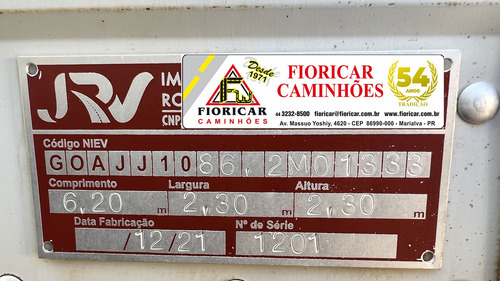 JRV
IM
RO
CNP
Desde
1971
FIORICAR
CAMINHÕES
FIORICAR
CAMINHÕES
54
ANOS
TRADIÇÃO
44 3232-8500 fioricar@fioricar.com.br www.fioricar.com.br
Av. Massuo Yoshiy, 4620 - CEP 86990-000 - Marialva - PR
Código NIEV
GOAJJ1086,2M01333
Comprimento Largura Altura
6,20 m 2,30 m 2,30 m
Data Fabricação Nº de Série
/12/21 1201